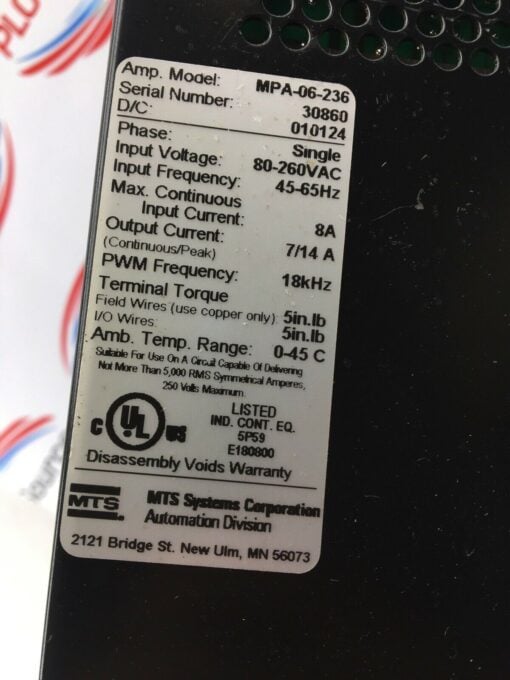 Amp. Model: MPA-06-236
Serial Number: 30860
D/C: 010124
Phase: Single
Input Voltage: 80-260VAC
Input Frequency: 45-65Hz
Max. Continuous
Input Current: 8A
Output Current: 7/14 A
(Continuous/Peak)
PWM Frequency: 18kHz
Terminal Torque
Field Wires (use copper only): 5in.lb
I/O Wires: 5in.lb
Amb. Temp. Range: 0-45 C
Suitable For Use On A Circuit Capable Of Delivering
Not More Than 5,000 RMS Symmetrical Amperes,
250 Volts Maximum.
C UL US
LISTED
IND. CONT. EQ.
5P59
E180800
Disassembly Voids Warranty
MTS
MTS Systems Corporation
Automation Division
2121 Bridge St. New Ulm, MN 56073
PLC